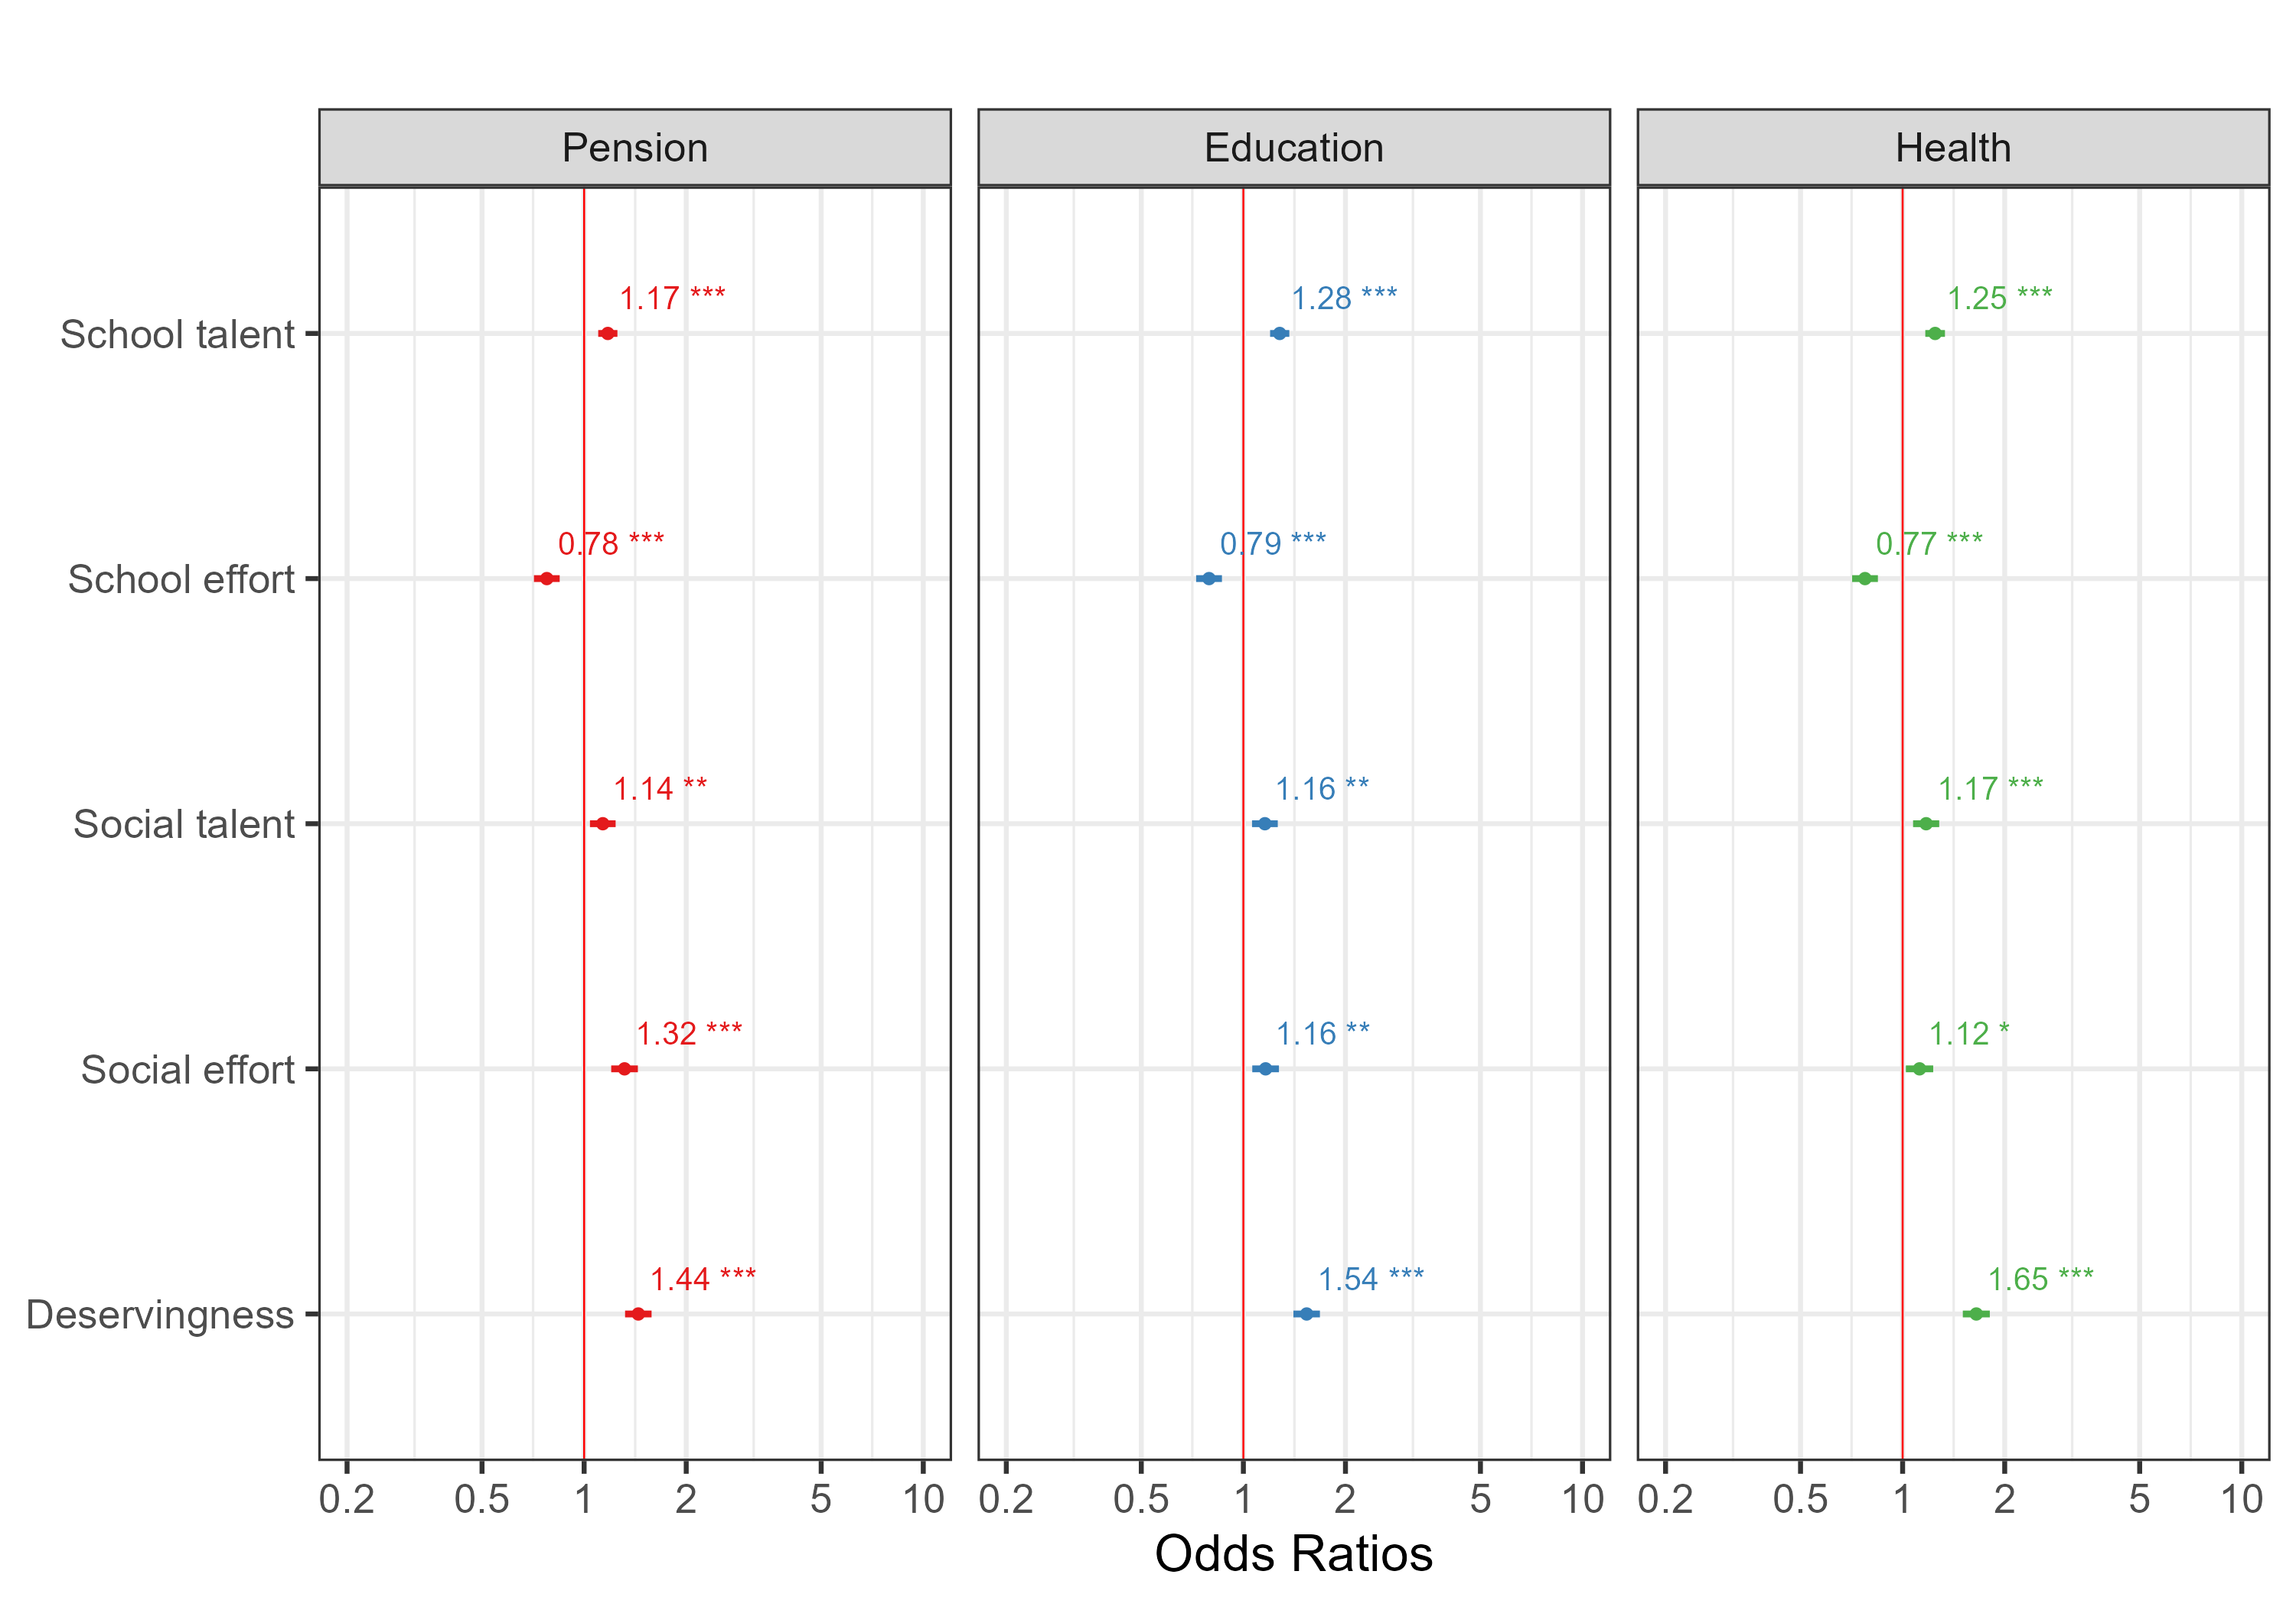 Pension Education Health
School talent 1.17 *** 1.28 *** 1.25 ***
School effort 0.78 *** 0.79 *** 0.77 ***
Social talent 1.14 ** 1.16 ** 1.17 ***
Social effort 1.32 *** 1.16 ** 1.12 *
Deservingness 1.44 *** 1.54 *** 1.65 ***
0.2 0.5 1 2 5 10 0.2 0.5 1 2 5 10 0.2 0.5 1 2 5 10
Odds Ratios